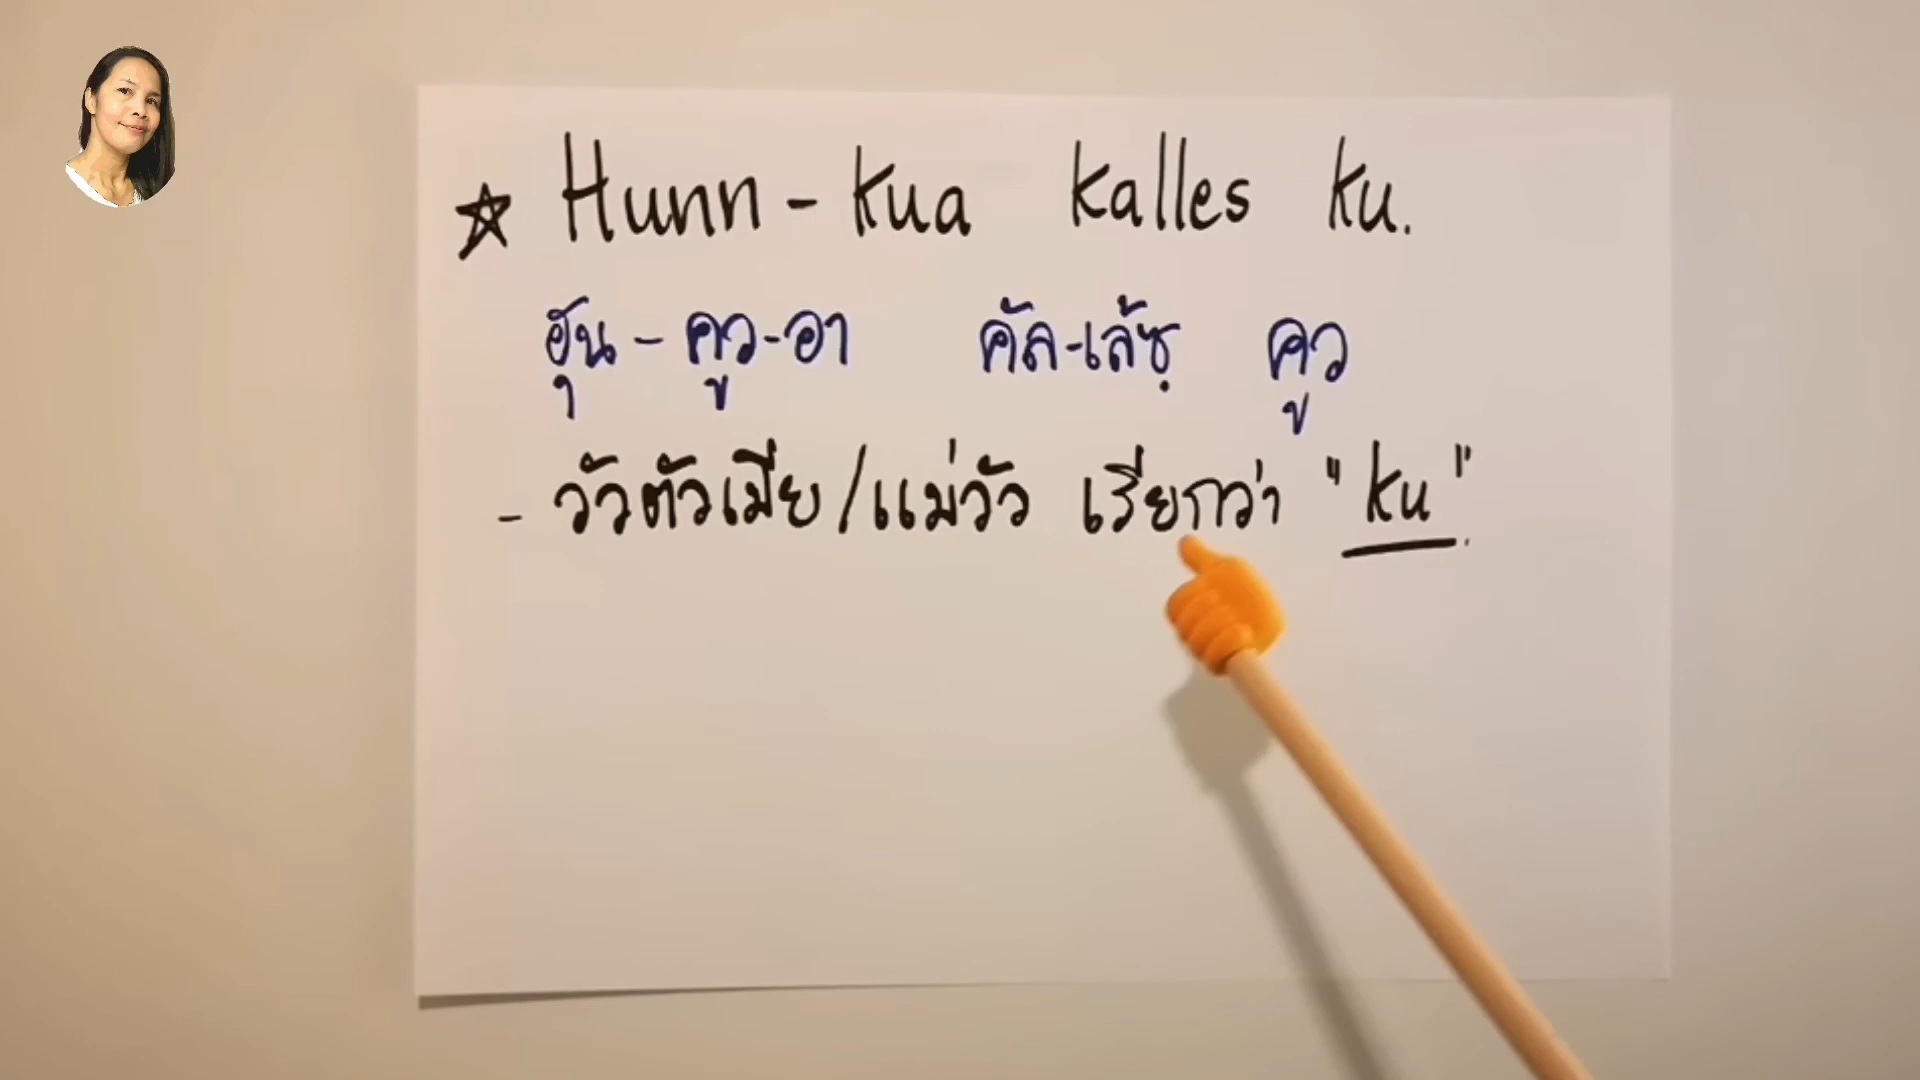 ☆ Hunn - kua kalles ku.
ฮุน - คูว-อา คัล-เล้ซฺ คูว
- วัวตัวเมีย/แม่วัว เรียกว่า "ku".